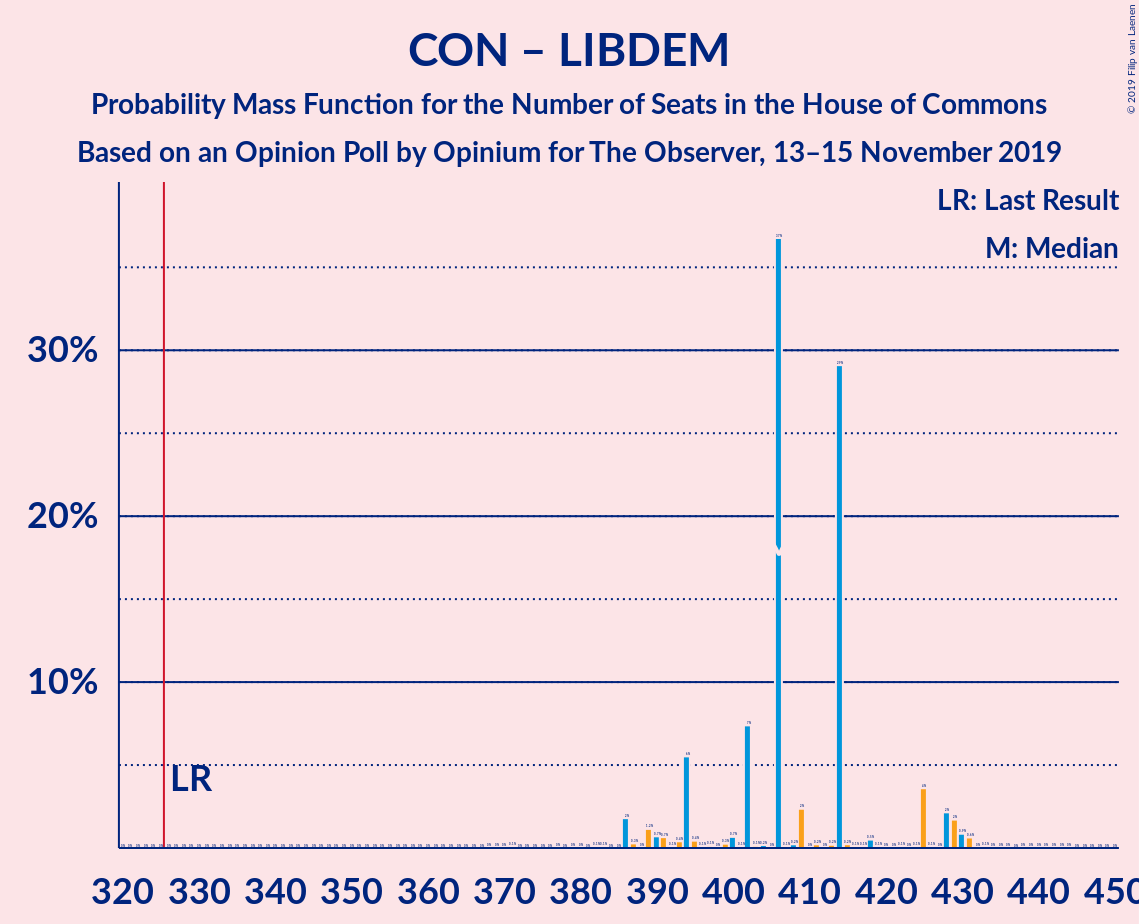 CON – LIBDEM
Probability Mass Function for the Number of Seats in the House of Commons
Based on an Opinion Poll by Opinium for The Observer, 13–15 November 2019
© 2019 Filip van Laenen
LR: Last Result
M: Median
30%
20%
10%
LR
320 330 340 350 360 370 380 390 400 410 420 430 440 450